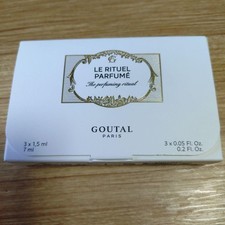 LE RITUEL
PARFUMÉ
The perfuming ritual
GOUTAL
PARIS
3 x 1,5 ml
7 ml
3 x 0.05 Fl. Oz.
0.2 Fl. Oz.